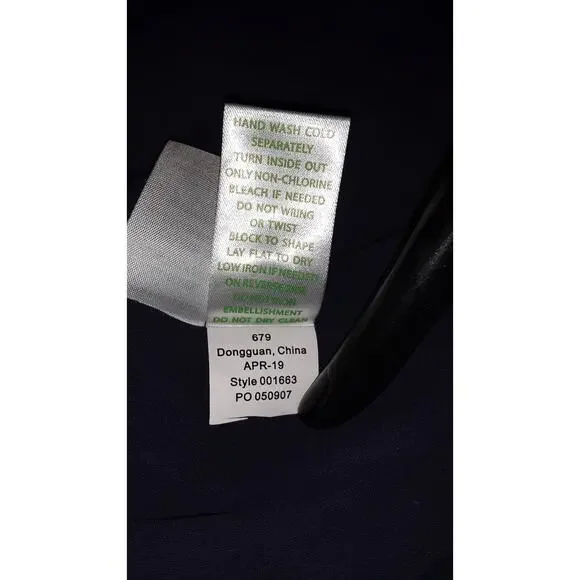 HAND WASH COLD
SEPARATELY
TURN INSIDE OUT
ONLY NON-CHLORINE
BLEACH IF NEEDED
DO NOT WRING
OR TWIST
BLOCK TO SHAPE
LAY FLAT TO DRY
LOW IRON IF NEEDED
ON REVERSE SIDE
DO NOT IRON
EMBELLISHMENT
DO NOT DRY CLEAN
679
Dongguan, China
APR-19
Style 001663
PO 050907